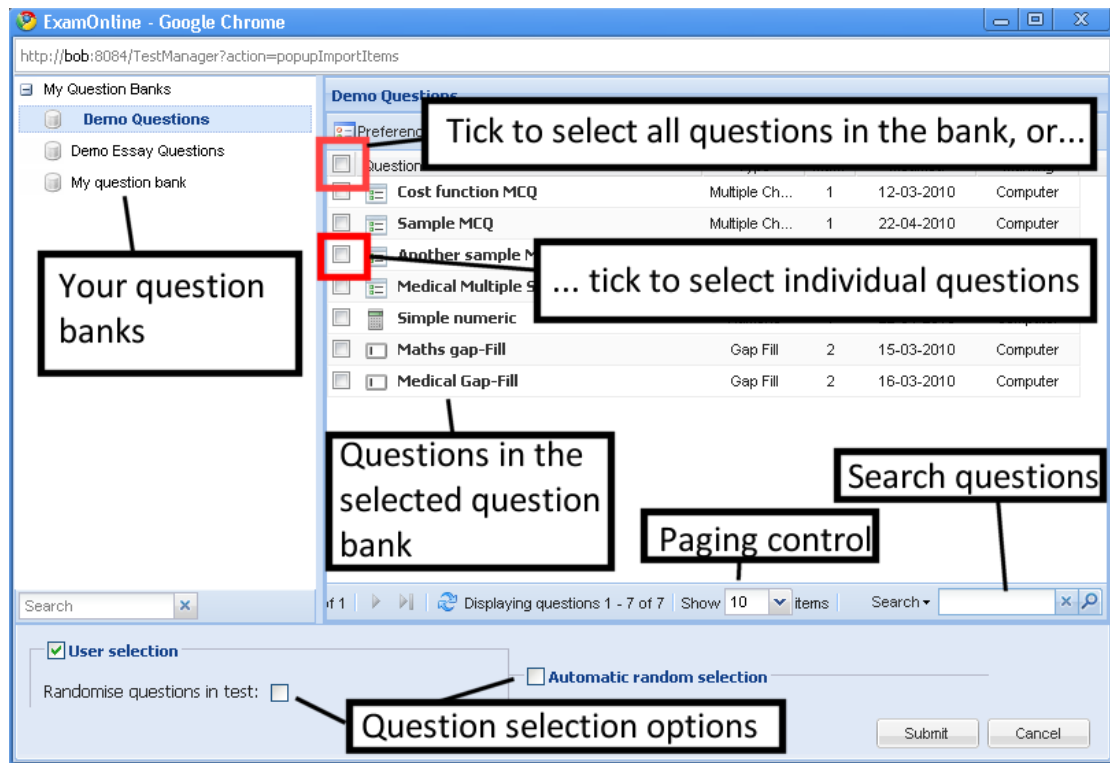 ExamOnline - Google Chrome
http://bob:8084/TestManager?action=popupImportItems
My Question Banks
Demo Questions
Demo Essay Questions
My question bank
Your question
banks
Search
Demo Questions
Tick to select all questions in the bank, or...
Cost function MCQ Multiple Ch... 1 12-03-2010 Computer
Sample MCQ Multiple Ch... 1 22-04-2010 Computer
Another sample
... tick to select individual questions
Medical Multiple
Simple numeric
Maths gap-Fill Gap Fill 2 15-03-2010 Computer
Medical Gap-Fill Gap Fill 2 16-03-2010 Computer
Questions in the
selected question
bank
Search questions
Paging control
of 1 Displaying questions 1 - 7 of 7 Show 10 items Search
User selection
Randomise questions in test:
Automatic random selection
Question selection options
Submit Cancel